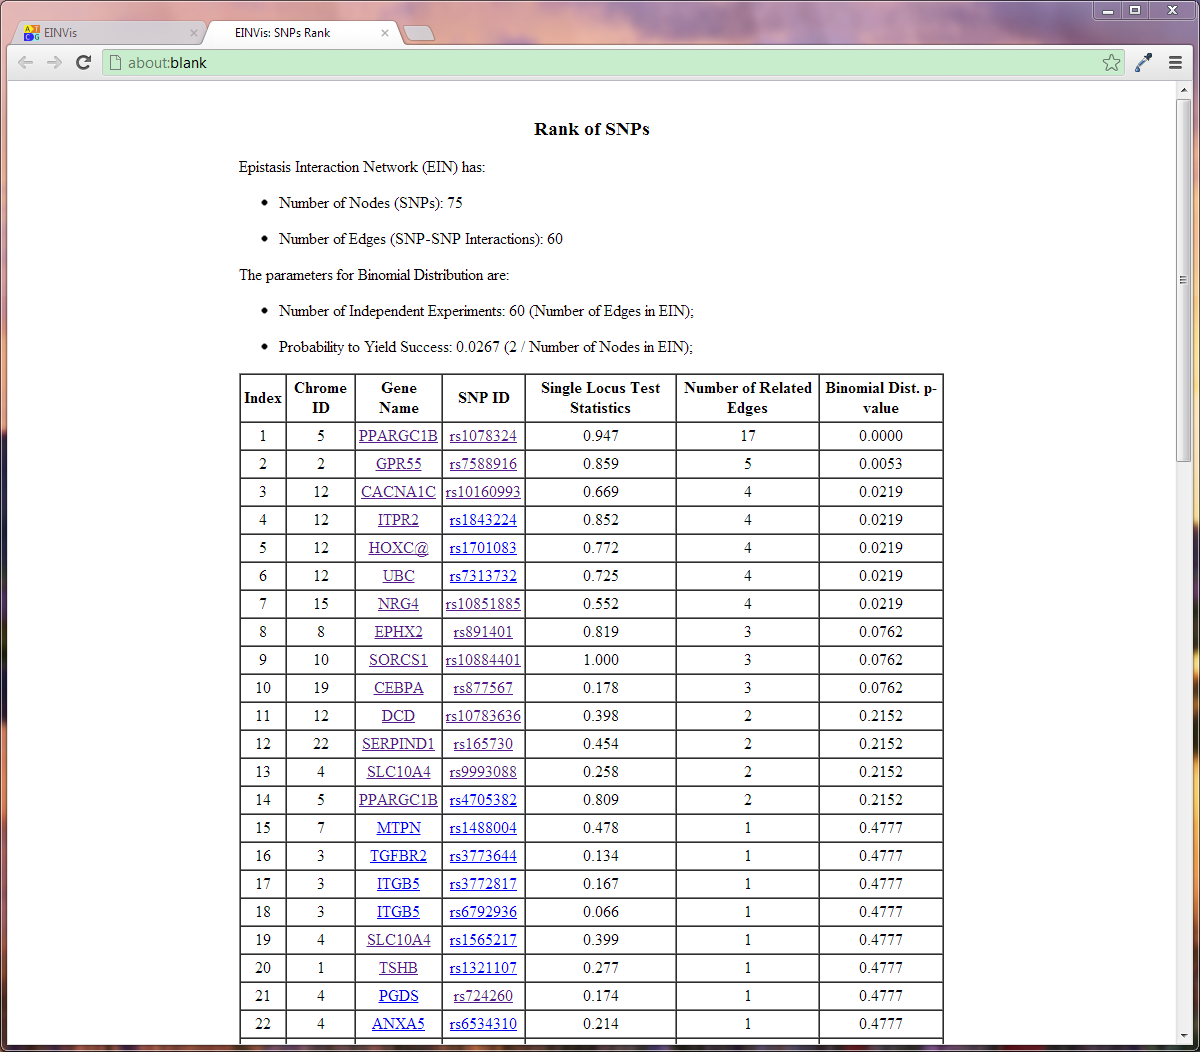 EINVis
EINVis: SNPs Rank
about:blank
Rank of SNPs
Epistasis Interaction Network (EIN) has:
• Number of Nodes (SNPs): 75
• Number of Edges (SNP-SNP Interactions): 60
The parameters for Binomial Distribution are:
• Number of Independent Experiments: 60 (Number of Edges in EIN);
• Probability to Yield Success: 0.0267 (2 / Number of Nodes in EIN);
Index Chrome ID Gene Name SNP ID Single Locus Test Statistics Number of Related Edges Binomial Dist. p-value
1 5 PPARGC1B rs1078324 0.947 17 0.0000
2 2 GPR55 rs7588916 0.859 5 0.0053
3 12 CACNA1C rs10160993 0.669 4 0.0219
4 12 ITPR2 rs1843224 0.852 4 0.0219
5 12 HOXC@ rs1701083 0.772 4 0.0219
6 12 UBC rs7313732 0.725 4 0.0219
7 15 NRG4 rs10851885 0.552 4 0.0219
8 8 EPHX2 rs891401 0.819 3 0.0762
9 10 SORCS1 rs10884401 1.000 3 0.0762
10 19 CEBPA rs877567 0.178 3 0.0762
11 12 DCD rs10783636 0.398 2 0.2152
12 22 SERPIND1 rs165730 0.454 2 0.2152
13 4 SLC10A4 rs9993088 0.258 2 0.2152
14 5 PPARGC1B rs4705382 0.809 2 0.2152
15 7 MTPN rs1488004 0.478 1 0.4777
16 3 TGFBR2 rs3773644 0.134 1 0.4777
17 3 ITGB5 rs3772817 0.167 1 0.4777
18 3 ITGB5 rs6792936 0.066 1 0.4777
19 4 SLC10A4 rs1565217 0.399 1 0.4777
20 1 TSHB rs1321107 0.277 1 0.4777
21 4 PGDS rs724260 0.174 1 0.4777
22 4 ANXA5 rs6534310 0.214 1 0.4777